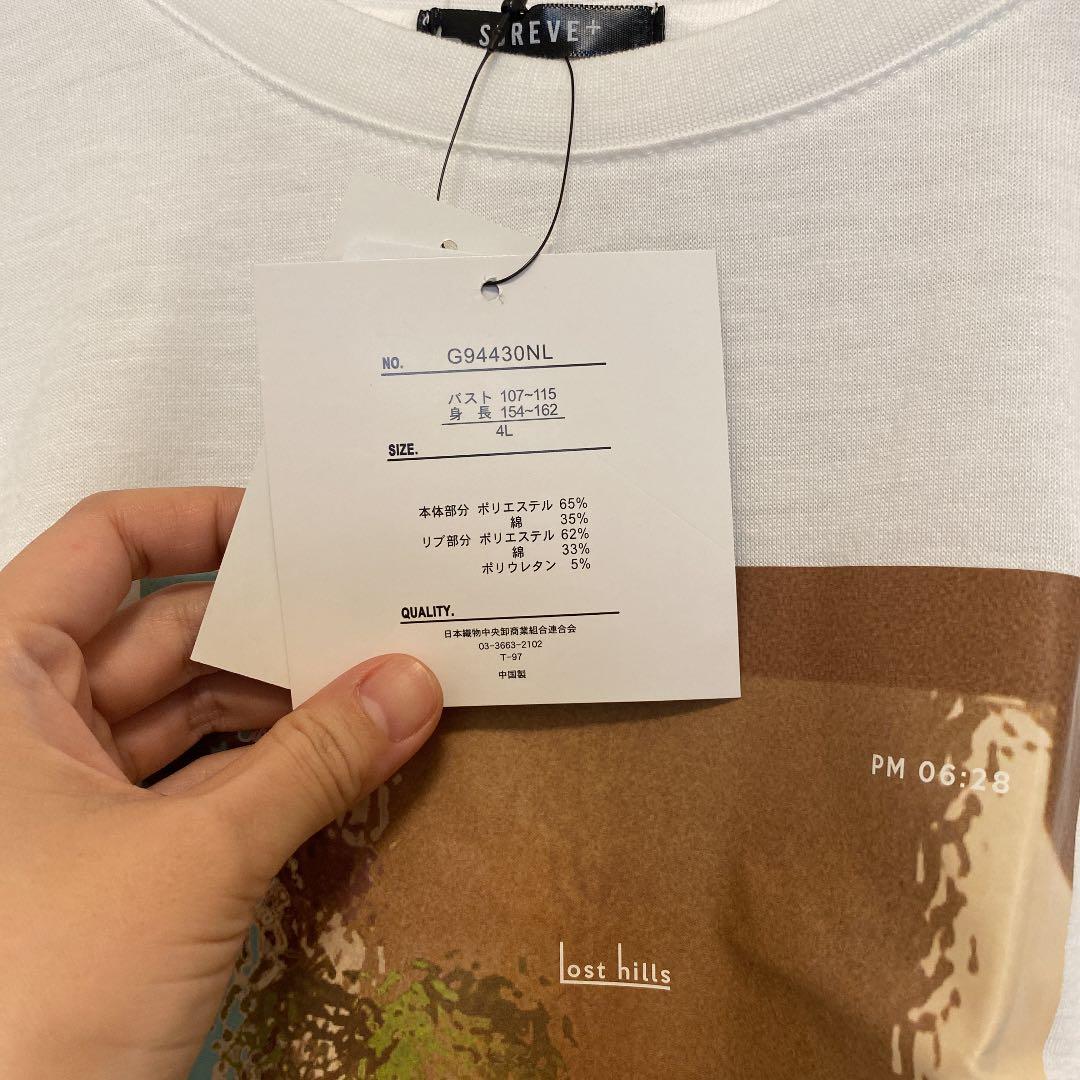 NO. G94430NL
バスト 107~115
身 長 154~162
4L
SIZE.
本体部分 ポリエステル 65%
綿 35%
リブ部分 ポリエステル 62%
綿 33%
ポリウレタン 5%
QUALITY.
日本織物中央卸商業組合連合会
03-3663-2102
T-97
中国製
PM 06:28
lost hills